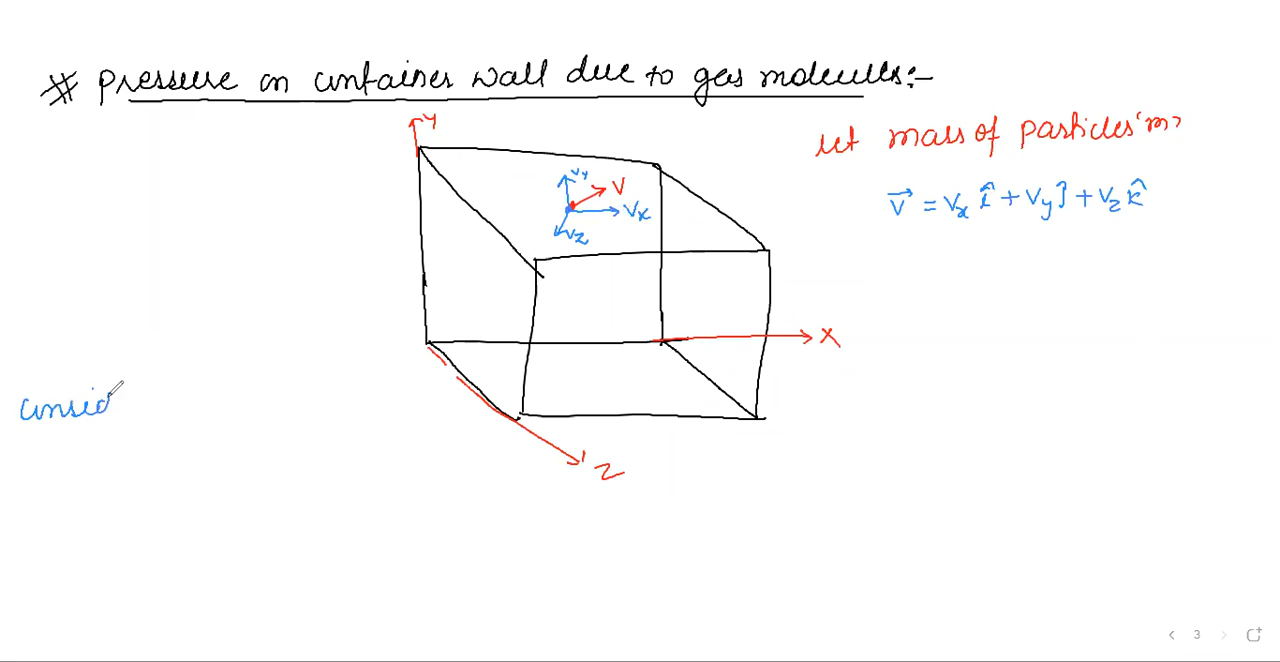 # Pressure on container wall due to gas molecules:-
Y
let mass of particles 'm'
Vy
V
Vx
Vz
V⃗ = Vx î + Vy ĵ + Vz k̂
X
consid
Z
3